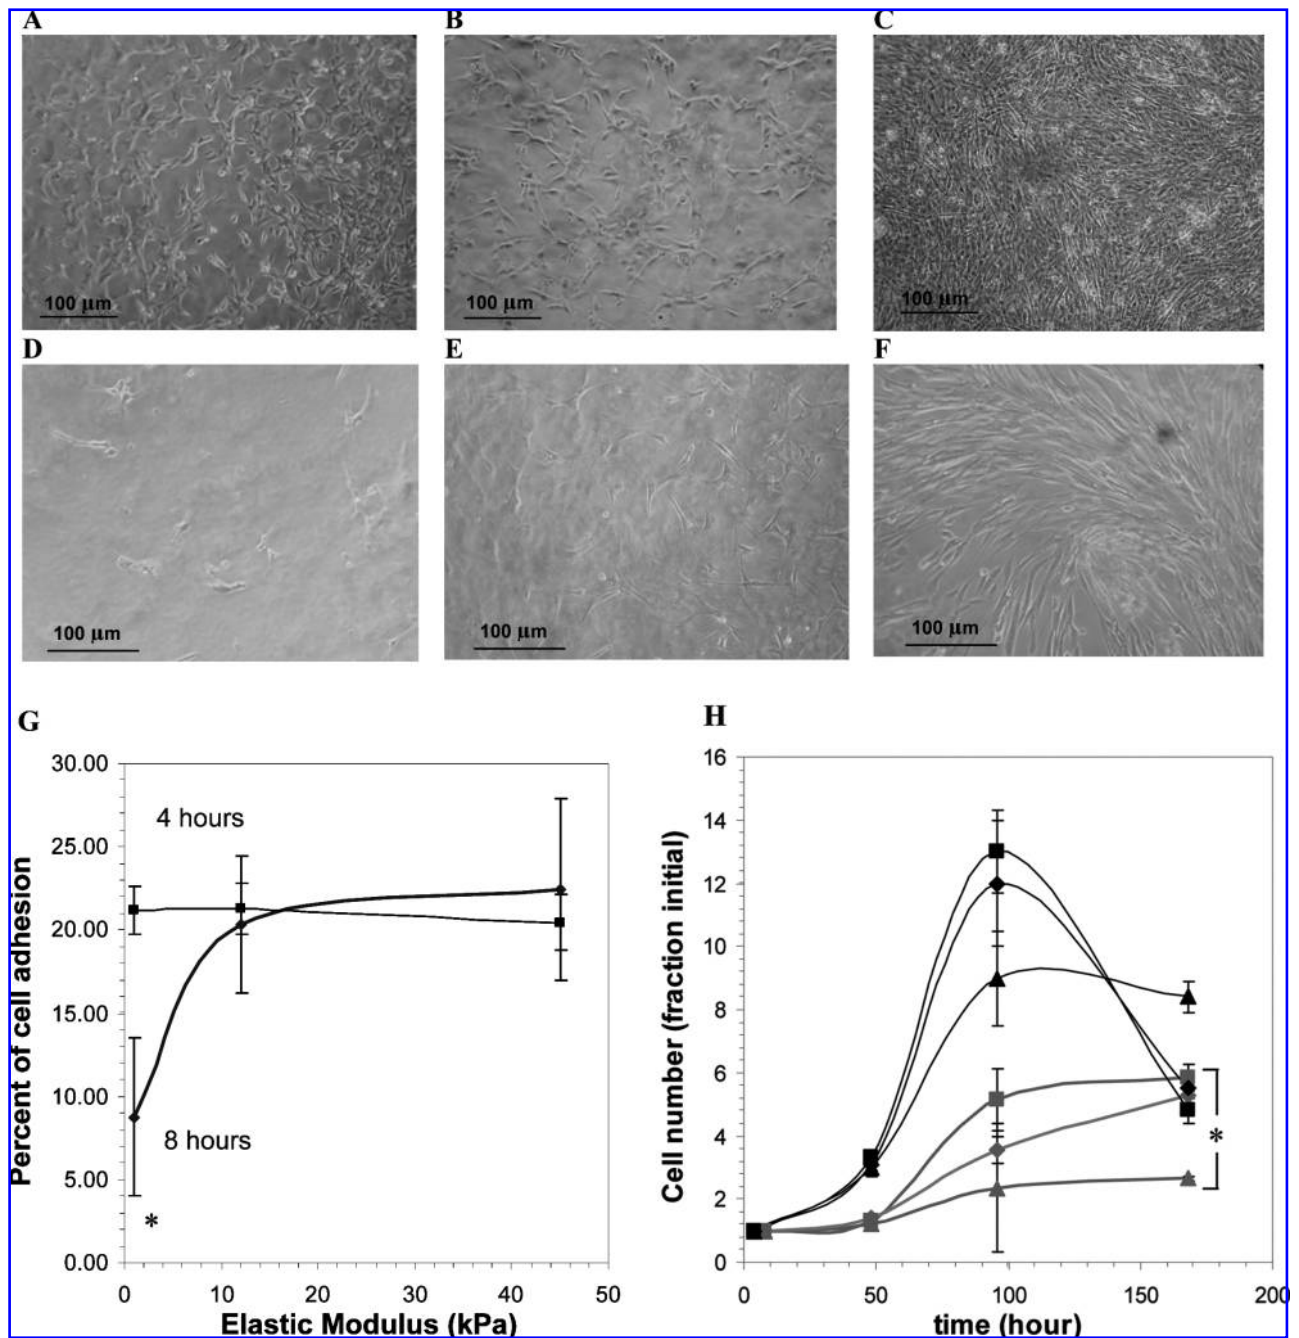 A
B
C
100 μm
100 μm
100 μm
D
E
F
100 μm
100 μm
100 μm
G
H
30.00
25.00
20.00
15.00
10.00
5.00
0.00
Percent of cell adhesion
4 hours
8 hours
*
0 10 20 30 40 50
Elastic Modulus (kPa)
16
14
12
10
8
6
4
2
0
Cell number (fraction initial)
*
0 50 100 150 200
time (hour)